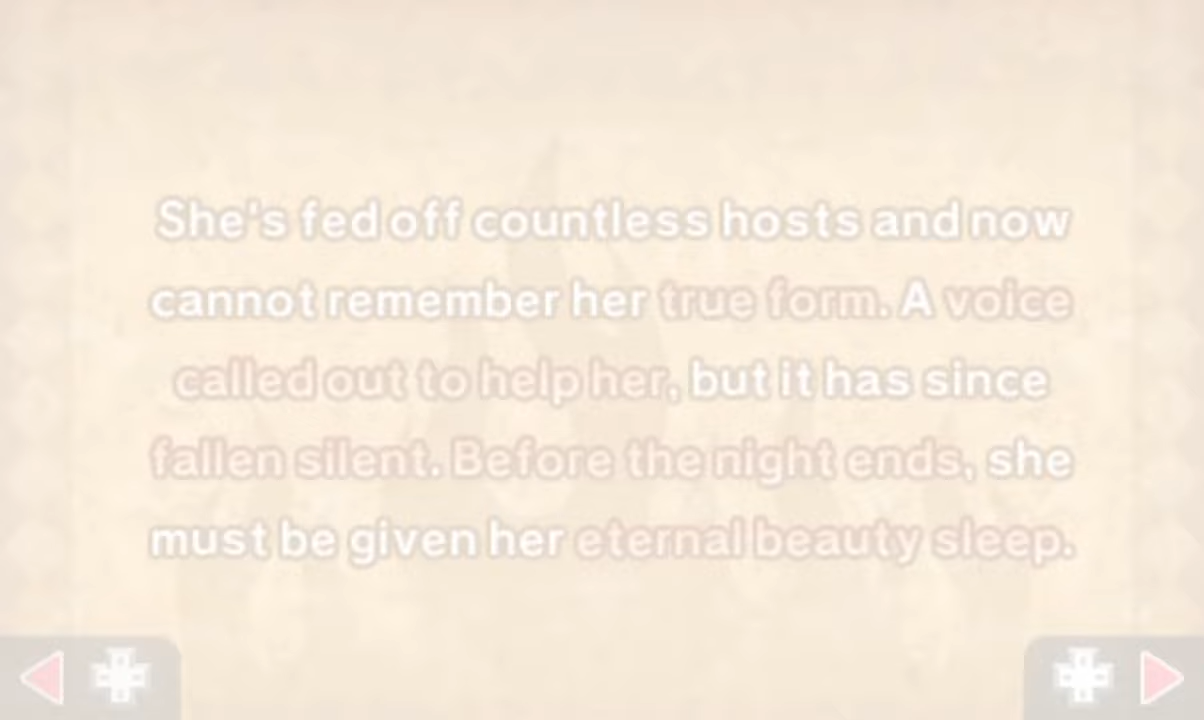 She's fed off countless hosts and now
cannot remember her true form. A voice
called out to help her, but it has since
fallen silent. Before the night ends, she
must be given her eternal beauty sleep.